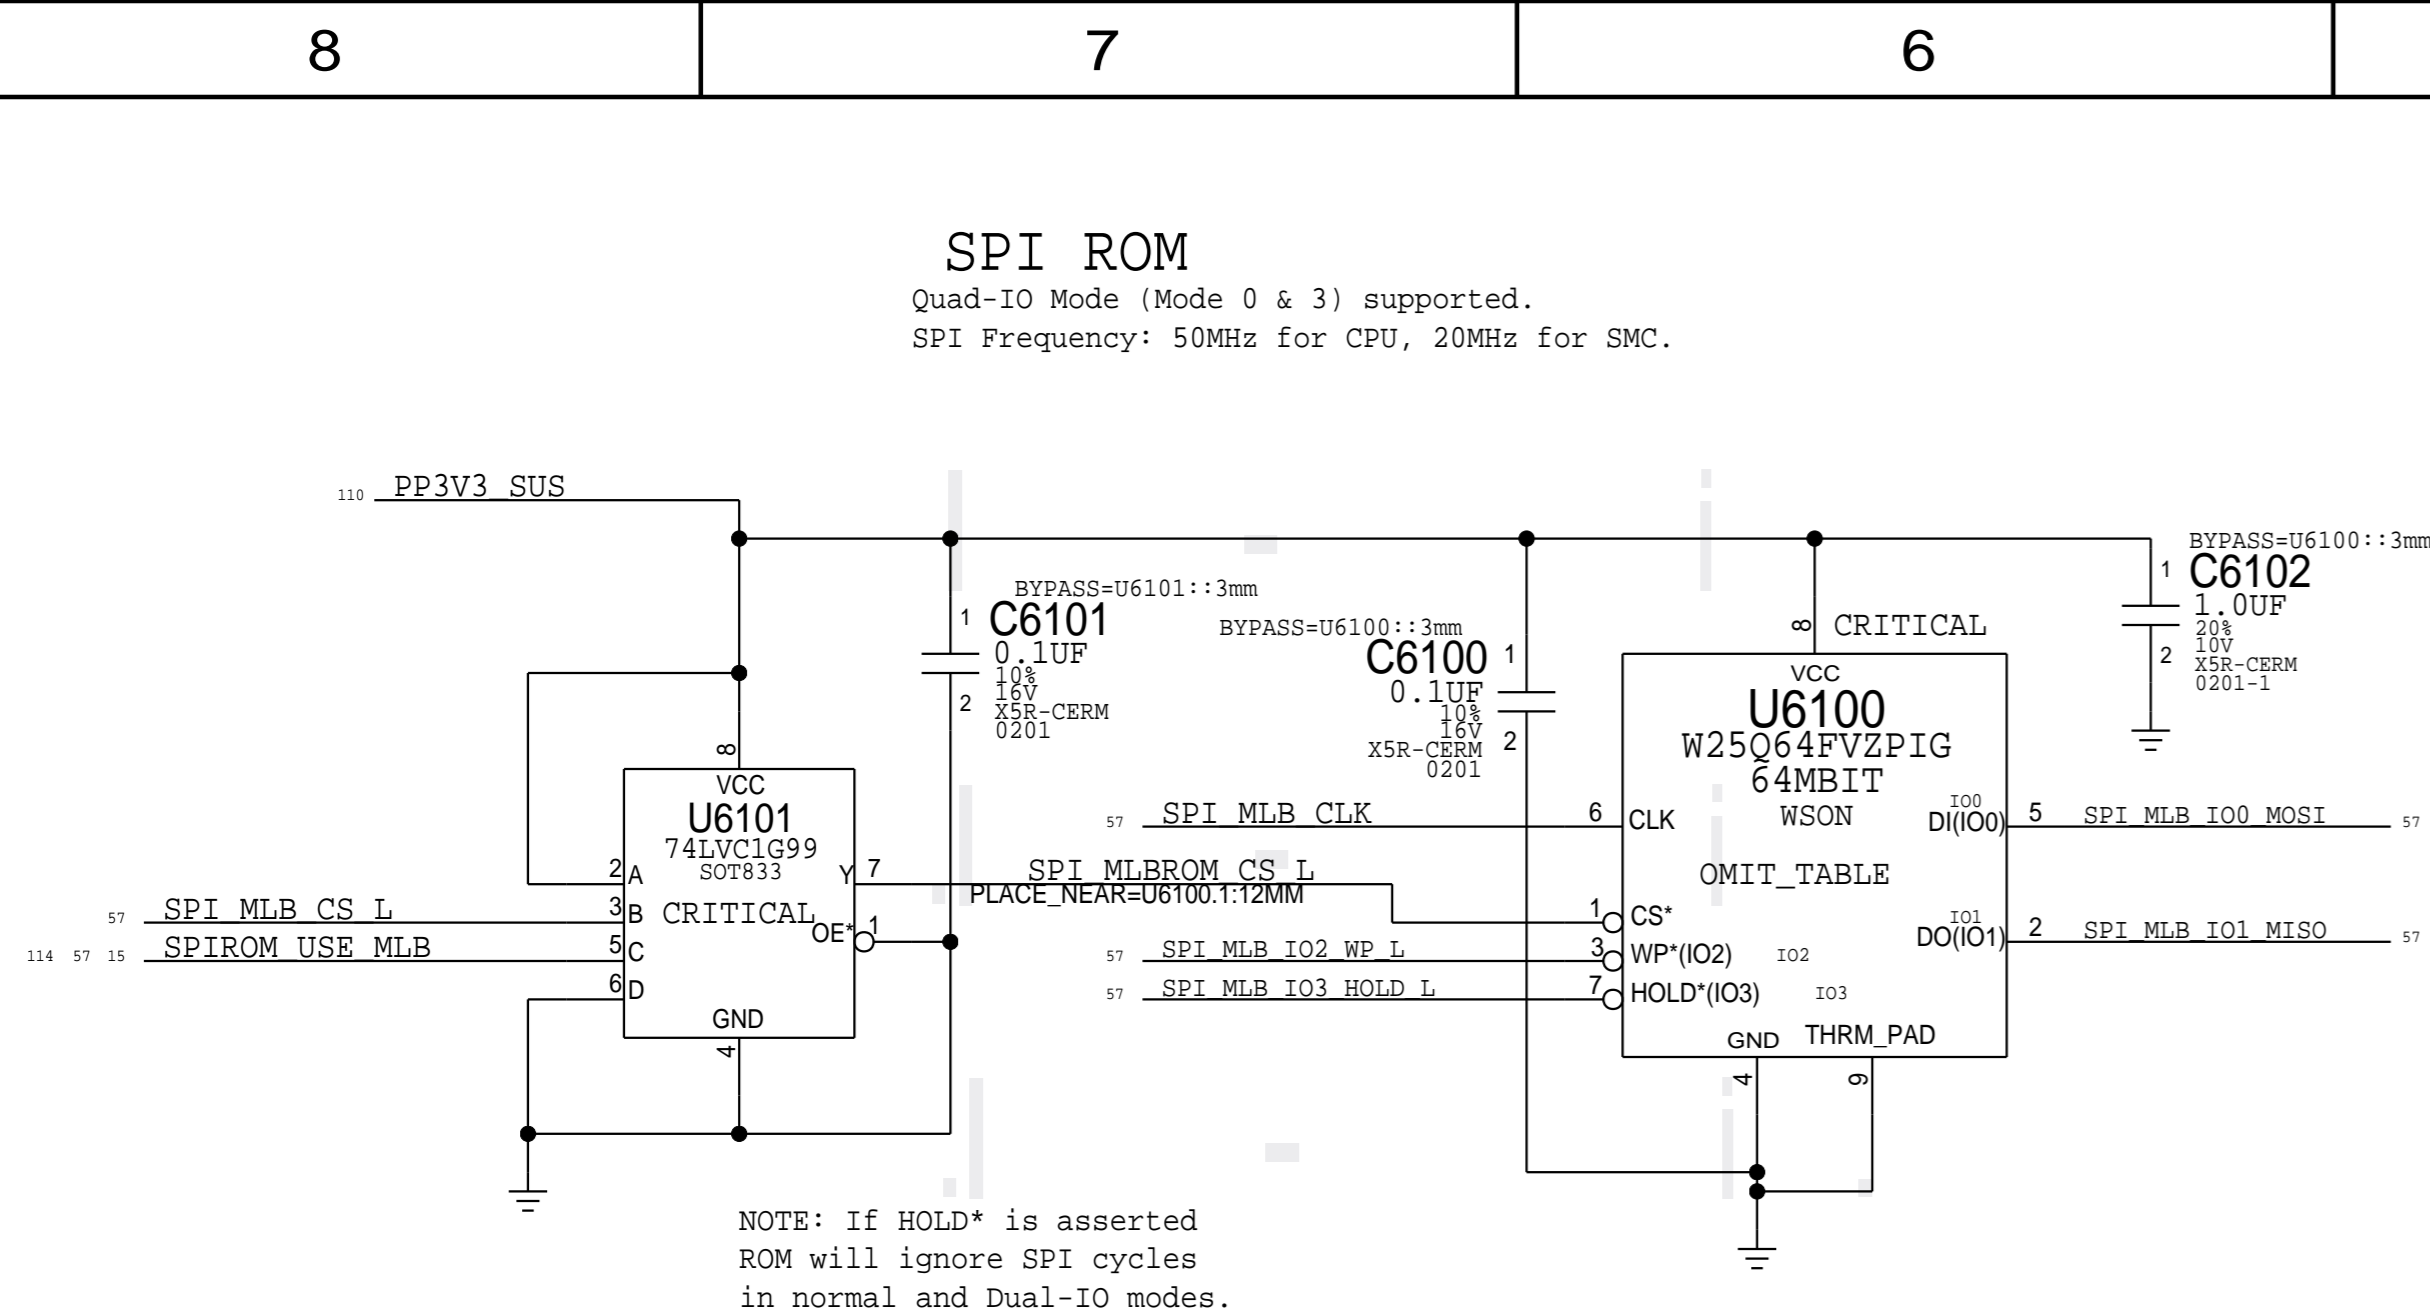 8 7 6
SPI ROM
Quad-IO Mode (Mode 0 & 3) supported.
SPI Frequency: 50MHz for CPU, 20MHz for SMC.
110 PP3V3_SUS
BYPASS=U6101::3mm
1 C6101
0.1UF
10%
16V
2 X5R-CERM
0201
BYPASS=U6100::3mm
C6100 1
0.1UF
10%
16V
X5R-CERM 2
0201
BYPASS=U6100::3mm
1 C6102
1.0UF
20%
10V
2 X5R-CERM
0201-1
8
VCC
U6101
74LVC1G99
SOT833
CRITICAL
2 A
3 B
5 C
6 D
Y 7
OE* 1
GND
4
57 SPI_MLB_CS_L
114 57 15 SPIROM_USE_MLB
57 SPI_MLB_CLK
SPI_MLBROM_CS_L
PLACE_NEAR=U6100.1:12MM
57 SPI_MLB_IO2_WP_L
57 SPI_MLB_IO3_HOLD_L
8 CRITICAL
VCC
U6100
W25Q64FVZPIG
64MBIT
WSON
OMIT_TABLE
6 CLK
1 CS*
3 WP*(IO2) IO2
7 HOLD*(IO3) IO3
IO0
DI(IO0) 5 SPI_MLB_IO0_MOSI 57
IO1
DO(IO1) 2 SPI_MLB_IO1_MISO 57
GND THRM_PAD
4 9
NOTE: If HOLD* is asserted
ROM will ignore SPI cycles
in normal and Dual-IO modes.